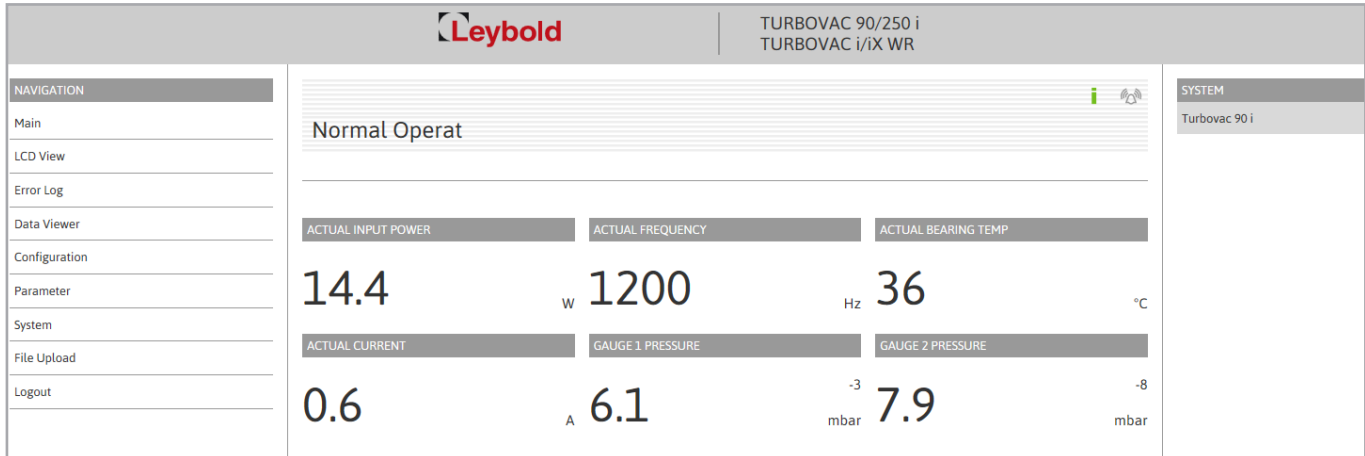 Leybold
TURBOVAC 90/250 i
TURBOVAC i/iX WR
NAVIGATION
Main
LCD View
Error Log
Data Viewer
Configuration
Parameter
System
File Upload
Logout
i
Normal Operat
ACTUAL INPUT POWER
14.4 W
ACTUAL FREQUENCY
1200 Hz
ACTUAL BEARING TEMP
36 °C
ACTUAL CURRENT
0.6 A
GAUGE 1 PRESSURE
-3
6.1 mbar
GAUGE 2 PRESSURE
-8
7.9 mbar
SYSTEM
Turbovac 90 i